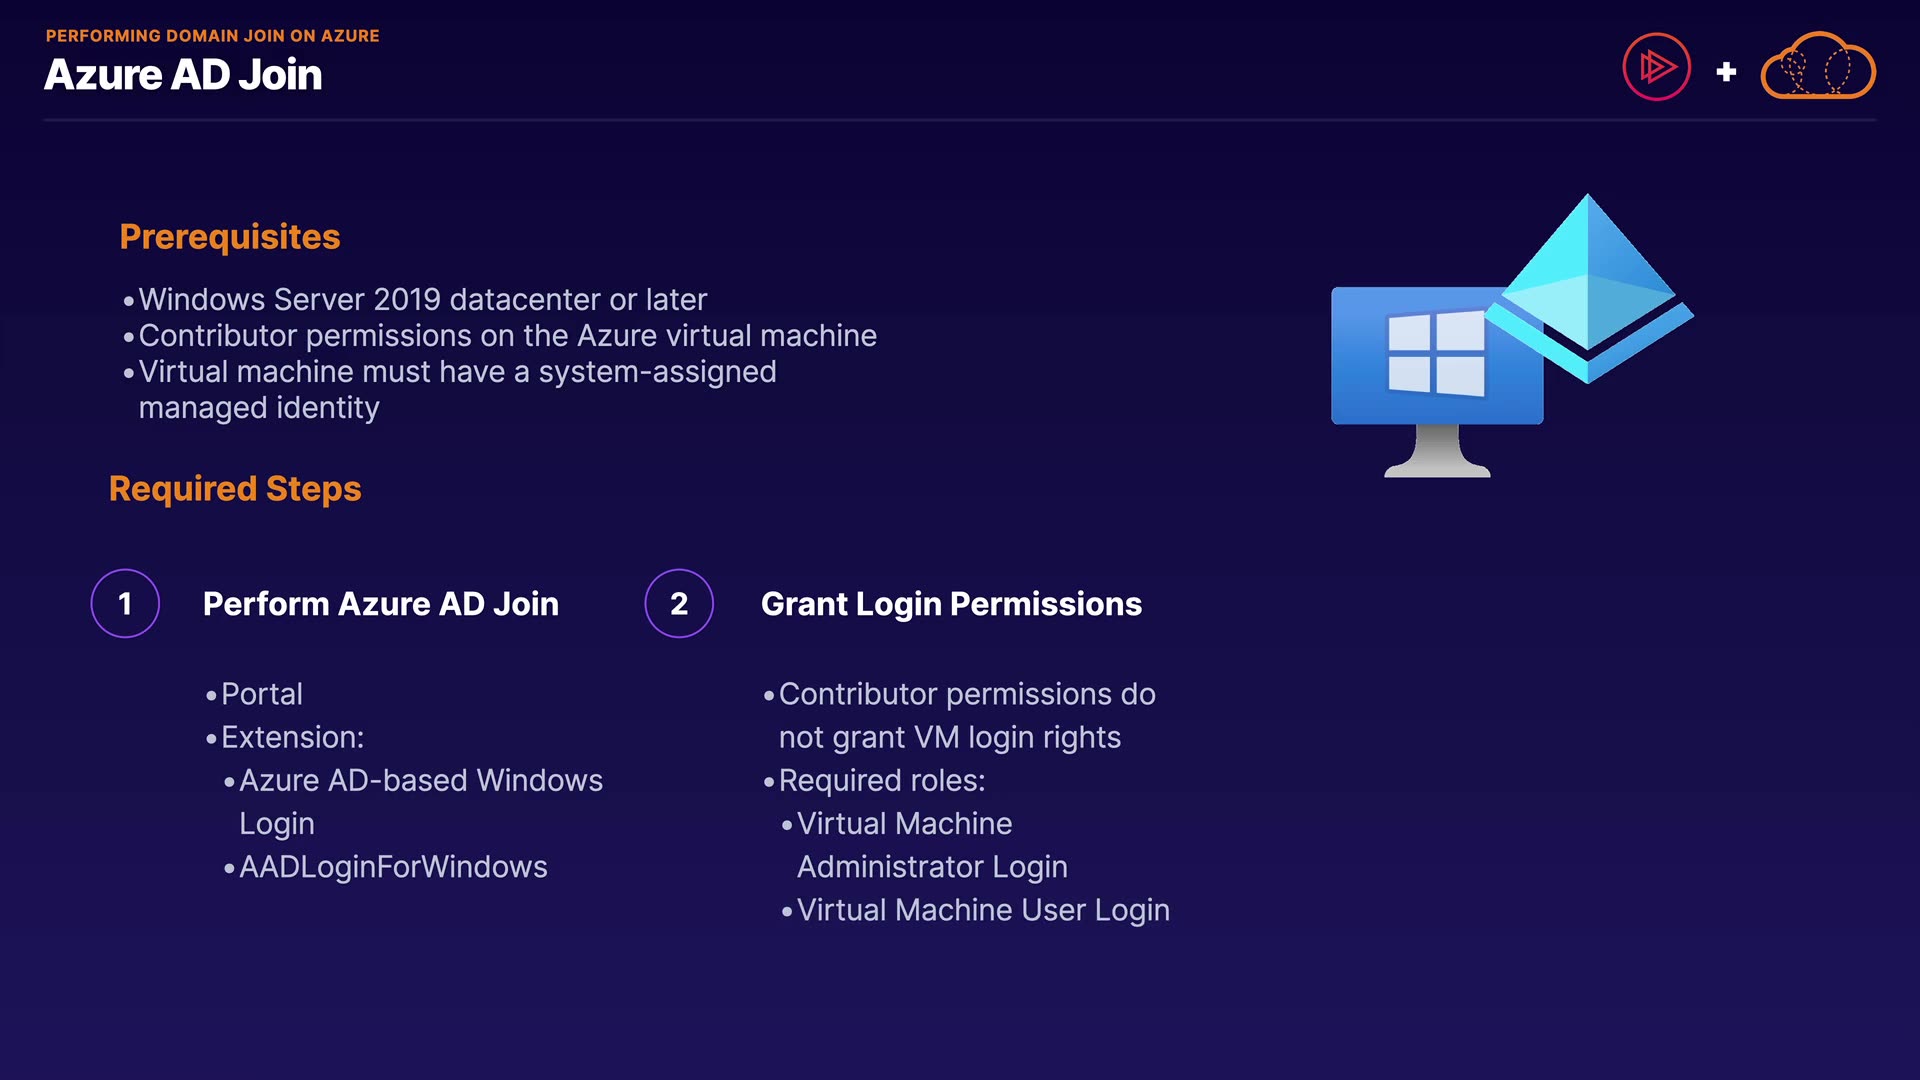 PERFORMING DOMAIN JOIN ON AZURE
Azure AD Join
Prerequisites
•Windows Server 2019 datacenter or later
•Contributor permissions on the Azure virtual machine
•Virtual machine must have a system-assigned
managed identity
Required Steps
1 Perform Azure AD Join
•Portal
•Extension:
•Azure AD-based Windows
Login
•AADLoginForWindows
2 Grant Login Permissions
•Contributor permissions do
not grant VM login rights
•Required roles:
•Virtual Machine
Administrator Login
•Virtual Machine User Login